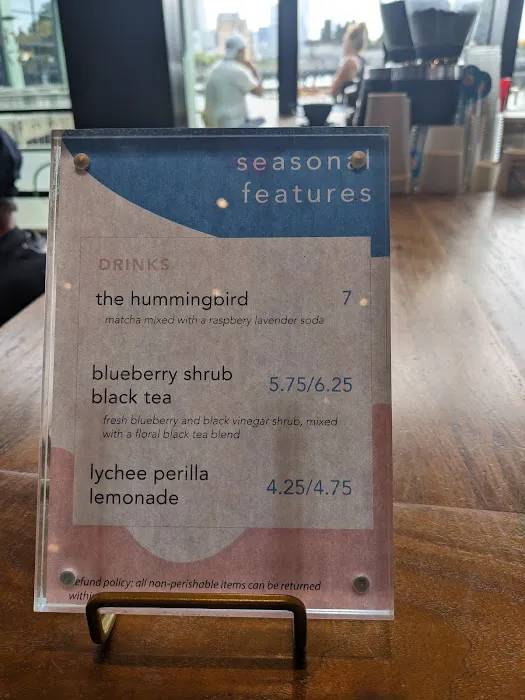 seasonal
features
DRINKS
the hummingbird 7
matcha mixed with a raspbery lavender soda
blueberry shrub
black tea 5.75/6.25
fresh blueberry and black vinegar shrub, mixed
with a floral black tea blend
lychee perilla
lemonade 4.25/4.75
efund policy: all non-perishable items can be returned